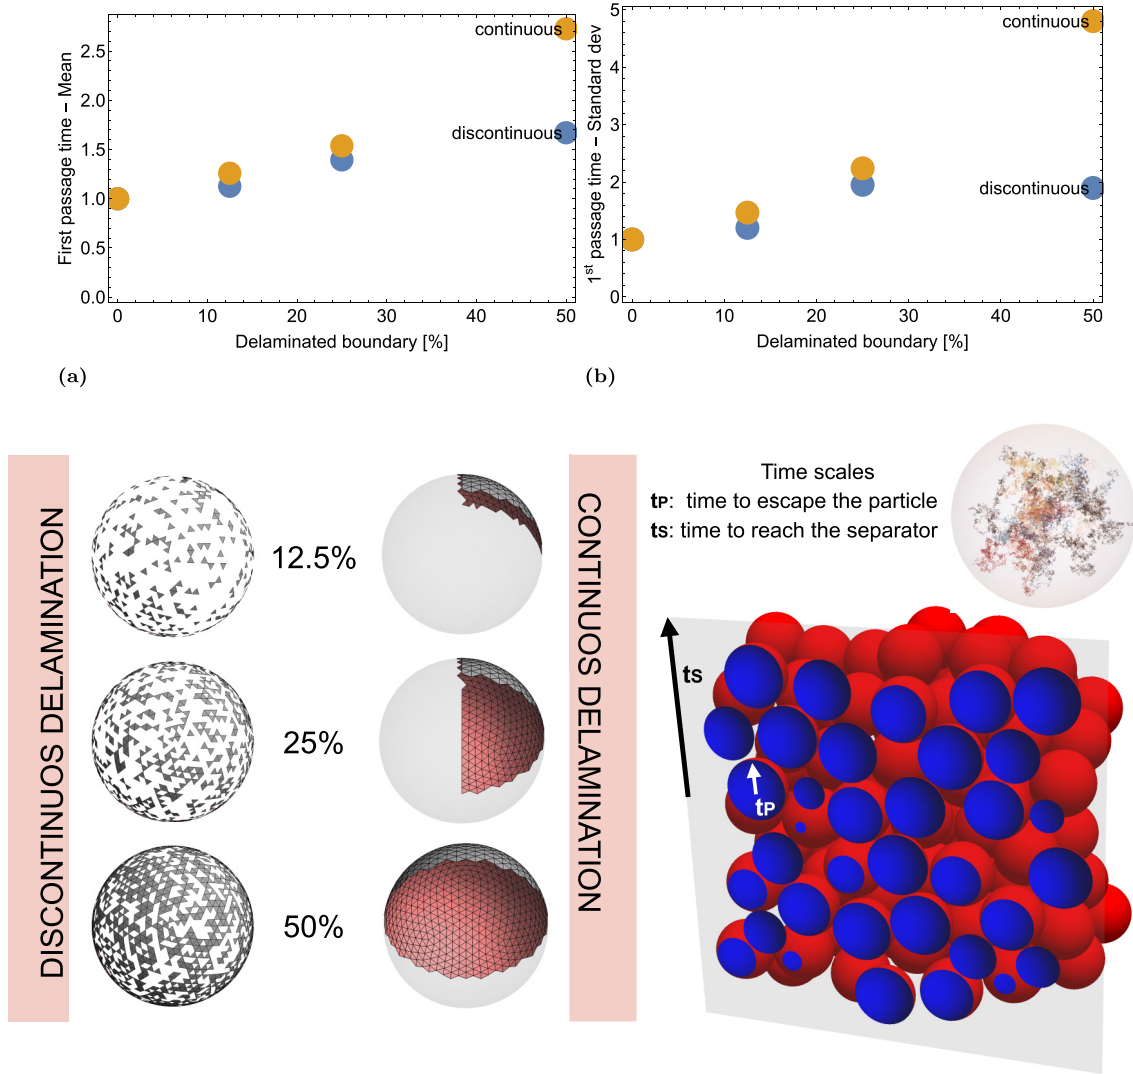 First passage time – Mean
2.5
2.0
1.5
1.0
0.5
0.0
continuous
discontinuous
0 10 20 30 40 50
Delaminated boundary [%]
(a)
1st passage time – Standard dev
5
4
3
2
1
0
continuous
discontinuous
0 10 20 30 40 50
Delaminated boundary [%]
(b)
DISCONTINUOS DELAMINATION
12.5%
25%
50%
CONTINUOS DELAMINATION
Time scales
tP: time to escape the particle
tS: time to reach the separator
tS
tP